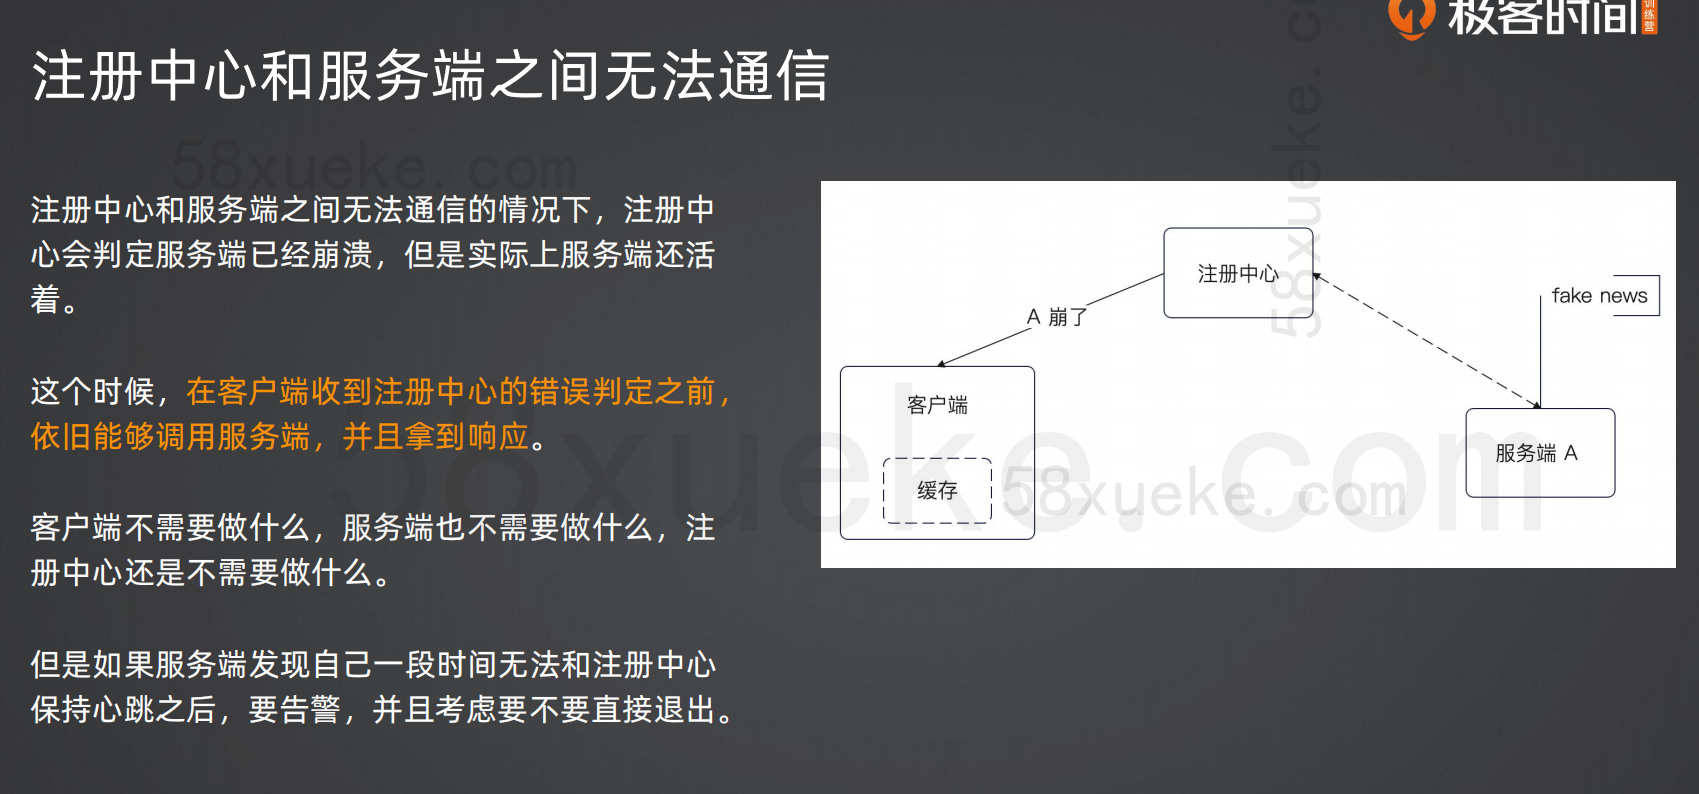 极客时间
训练营
注册中心和服务端之间无法通信
58xueke.com
58xueke.com
注册中心和服务端之间无法通信的情况下，注册中
心会判定服务端已经崩溃，但是实际上服务端还活
着。
这个时候，在客户端收到注册中心的错误判定之前，
依旧能够调用服务端，并且拿到响应。
客户端不需要做什么，服务端也不需要做什么，注
册中心还是不需要做什么。
但是如果服务端发现自己一段时间无法和注册中心
保持心跳之后，要告警，并且考虑要不要直接退出。
注册中心
fake news
A 崩了
客户端
服务端 A
缓存
58xueke.com
58xueke.com